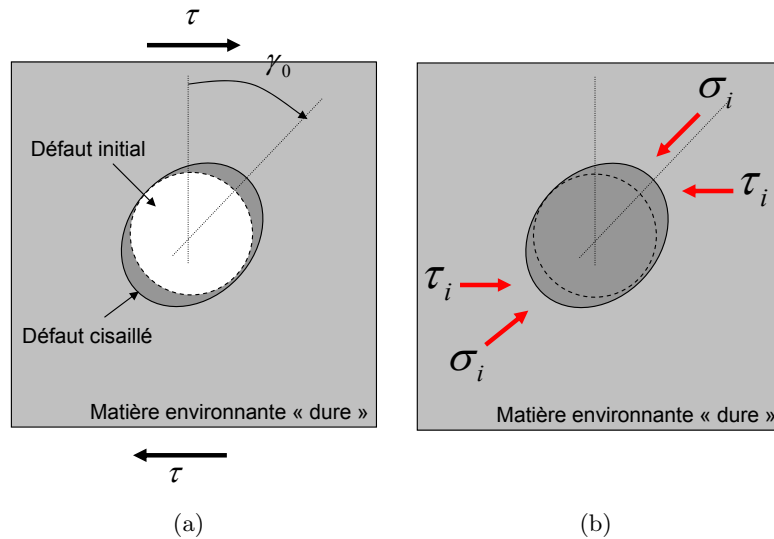 τ
γ₀
Défaut initial
Défaut cisaillé
Matière environnante « dure »
τ
(a)
σᵢ
τᵢ
τᵢ
σᵢ
Matière environnante « dure »
(b)